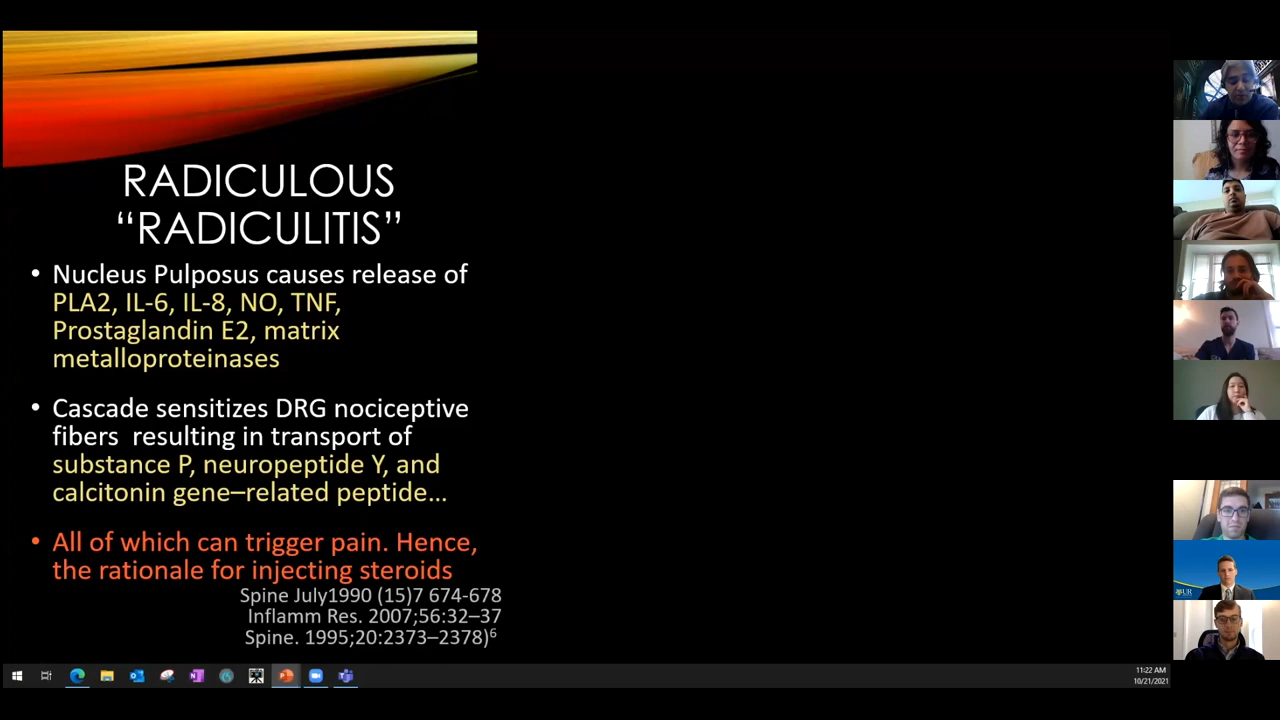 RADICULOUS
“RADICULITIS”
• Nucleus Pulposus causes release of
PLA2, IL-6, IL-8, NO, TNF,
Prostaglandin E2, matrix
metalloproteinases
• Cascade sensitizes DRG nociceptive
fibers  resulting in transport of
substance P, neuropeptide Y, and
calcitonin gene–related peptide…
• All of which can trigger pain. Hence,
the rationale for injecting steroids
Spine July1990 (15)7 674-678
Inflamm Res. 2007;56:32–37
Spine. 1995;20:2373–2378)6
11:22 AM
10/21/2021
UR